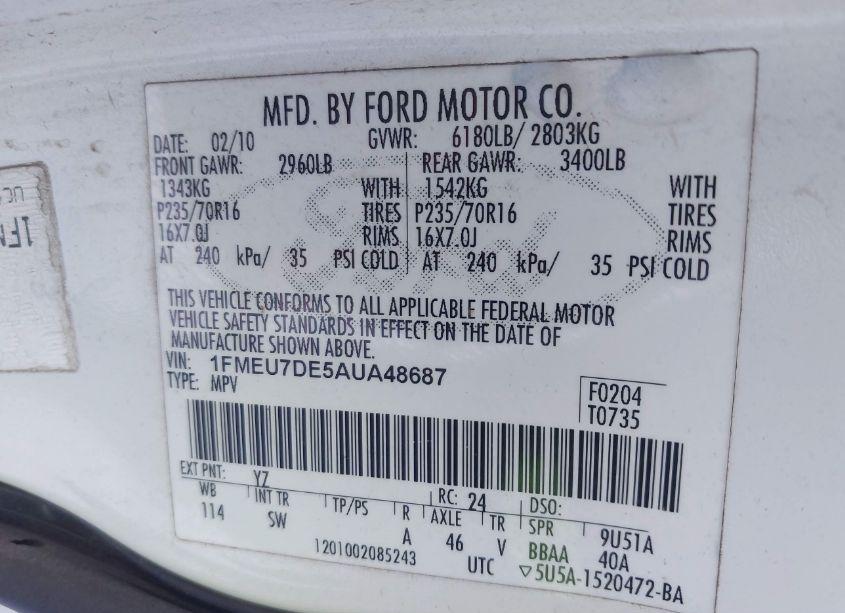 MFD. BY FORD MOTOR CO.
DATE: 02/10 GVWR: 6180LB/ 2803KG
FRONT GAWR: 2960LB REAR GAWR: 3400LB
1343KG WITH 1542KG WITH
P235/70R16 TIRES P235/70R16 TIRES
16X7.0J RIMS 16X7.0J RIMS
AT 240 kPa/ 35 PSI COLD AT 240 kPa/ 35 PSI COLD
Ford
THIS VEHICLE CONFORMS TO ALL APPLICABLE FEDERAL MOTOR
VEHICLE SAFETY STANDARDS IN EFFECT ON THE DATE OF
MANUFACTURE SHOWN ABOVE.
VIN: 1FMEU7DE5AUA48687
TYPE: MPV
F0204
T0735
EXT PNT: YZ RC: 24 DSO:
WB INT TR TP/PS R AXLE TR SPR 9U51A
114 SW A 46 V BBAA 40A
1201002085243 UTC ▽5U5A-1520472-BA